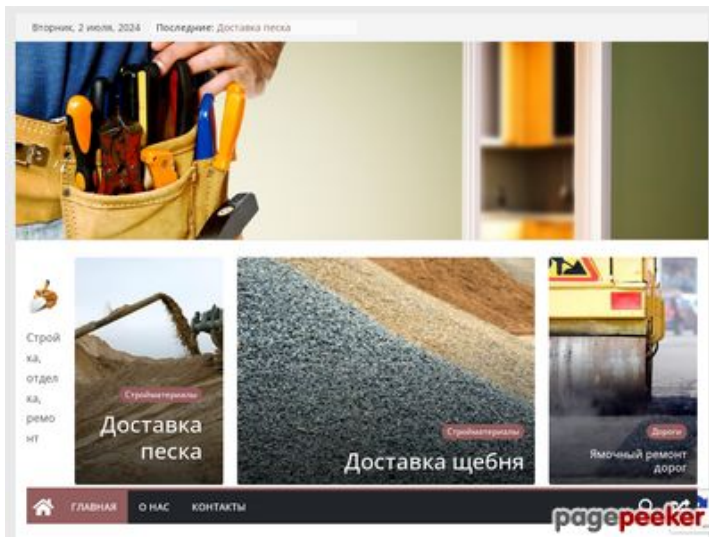 Вторник, 2 июля, 2024 Последние: Доставка песка
Строй
ка,
отдел
ка,
ремо
нт
Стройматериалы
Доставка
песка
Стройматериалы
Доставка щебня
Дороги
Ямочный ремонт
дорог
ГЛАВНАЯ О НАС КОНТАКТЫ
pagepeeker